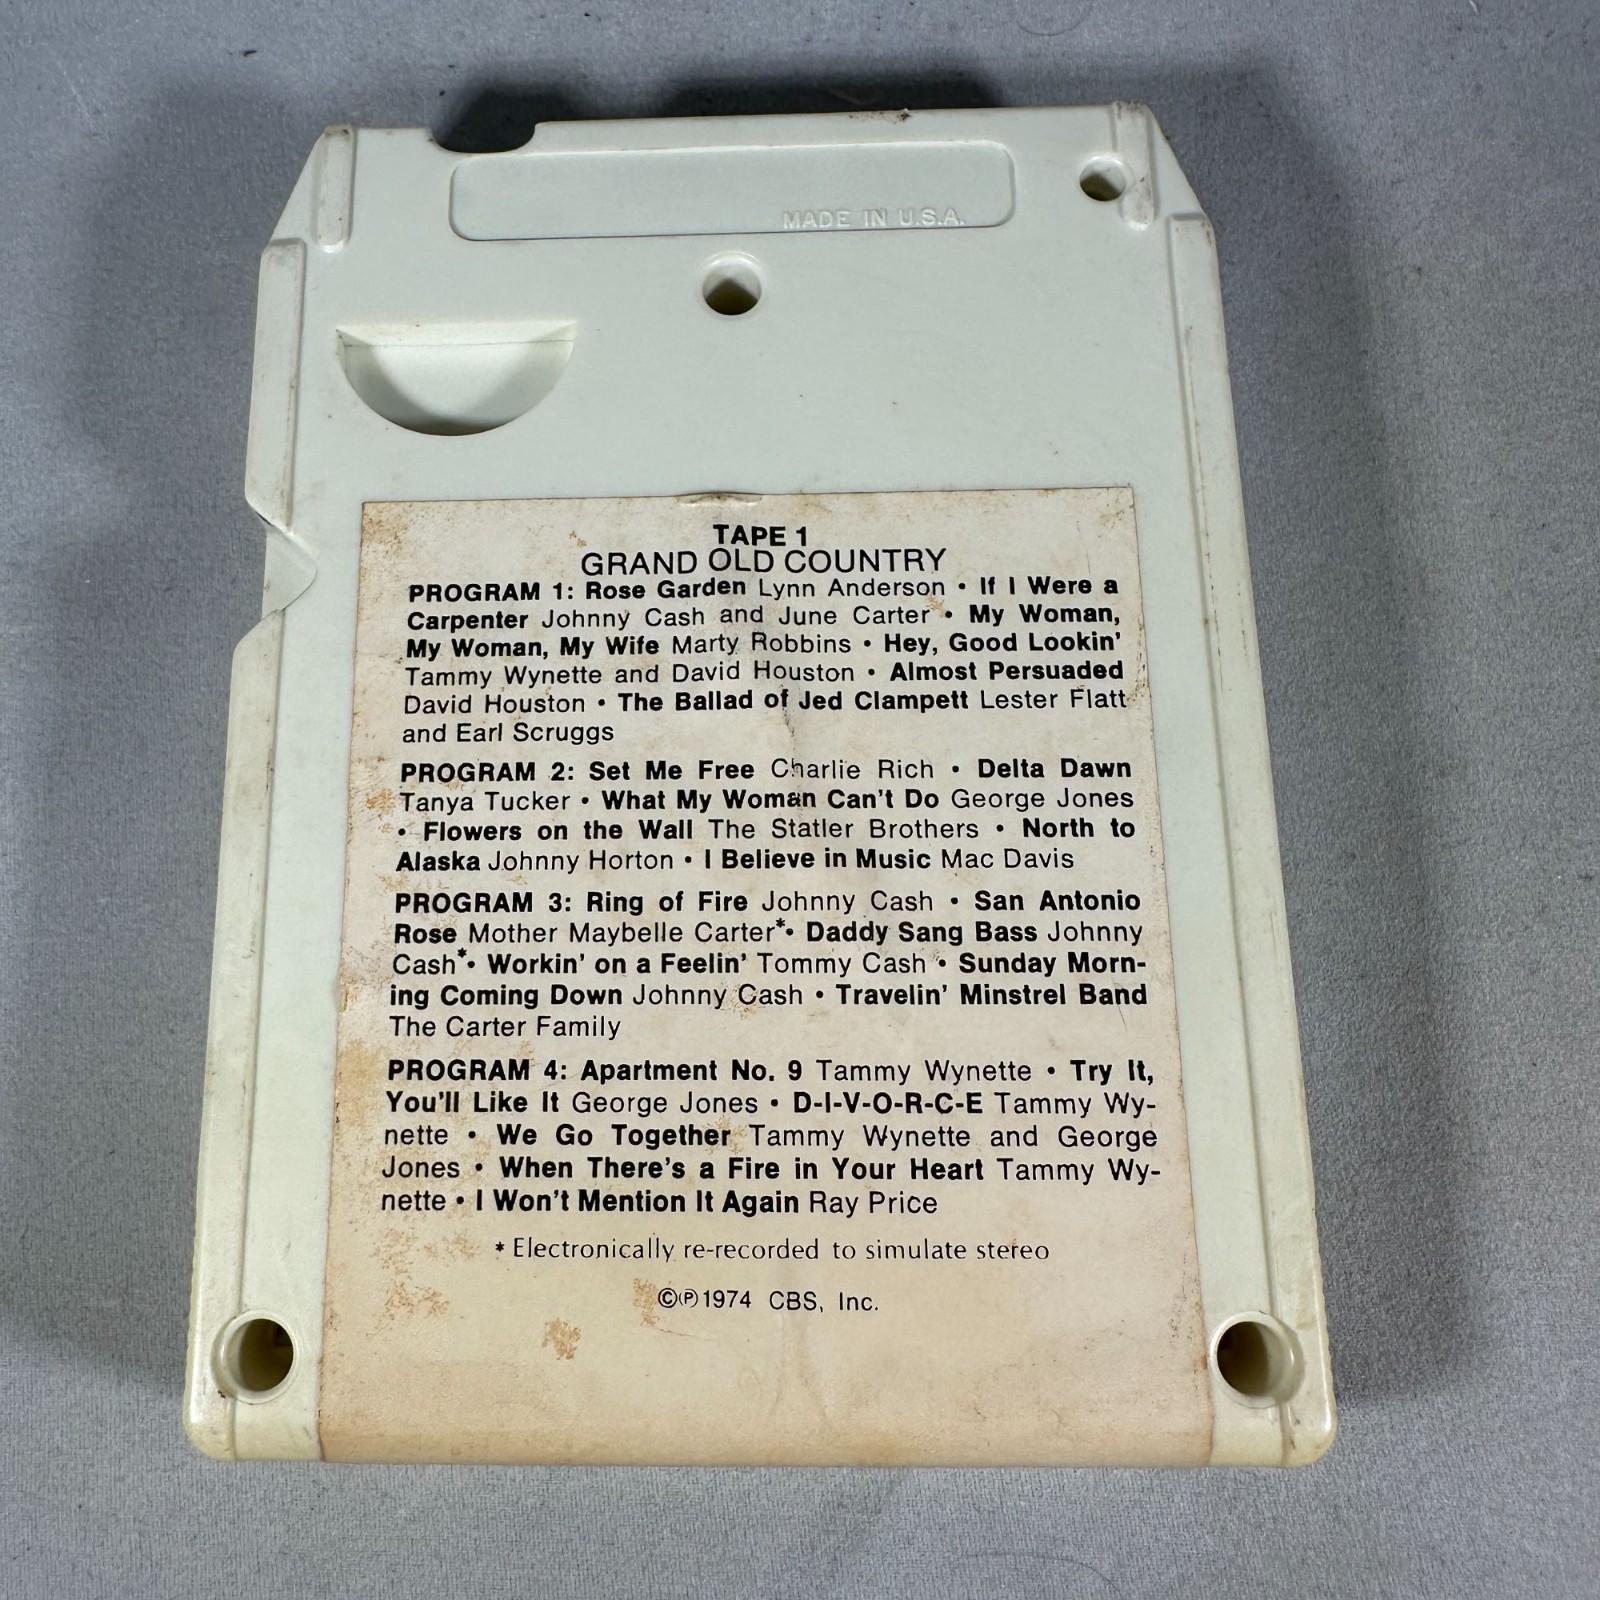 MADE IN U.S.A.
TAPE 1
GRAND OLD COUNTRY
PROGRAM 1: Rose Garden Lynn Anderson • If I Were a
Carpenter Johnny Cash and June Carter • My Woman,
My Woman, My Wife Marty Robbins • Hey, Good Lookin'
Tammy Wynette and David Houston • Almost Persuaded
David Houston • The Ballad of Jed Clampett Lester Flatt
and Earl Scruggs
PROGRAM 2: Set Me Free Charlie Rich • Delta Dawn
Tanya Tucker • What My Woman Can't Do George Jones
• Flowers on the Wall The Statler Brothers • North to
Alaska Johnny Horton • I Believe in Music Mac Davis
PROGRAM 3: Ring of Fire Johnny Cash • San Antonio
Rose Mother Maybelle Carter*• Daddy Sang Bass Johnny
Cash*• Workin' on a Feelin' Tommy Cash • Sunday Morn-
ing Coming Down Johnny Cash • Travelin' Minstrel Band
The Carter Family
PROGRAM 4: Apartment No. 9 Tammy Wynette • Try It,
You'll Like It George Jones • D-I-V-O-R-C-E Tammy Wy-
nette • We Go Together Tammy Wynette and George
Jones • When There's a Fire in Your Heart Tammy Wy-
nette • I Won't Mention It Again Ray Price
* Electronically re-recorded to simulate stereo
©℗1974 CBS, Inc.